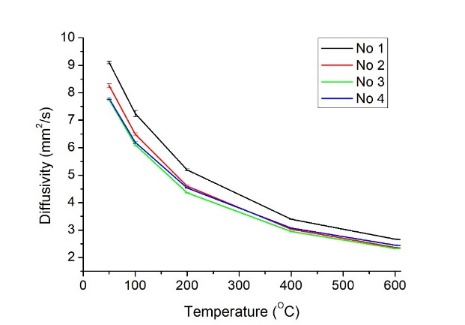 10
9
8
7
6
5
4
3
2
0 100 200 300 400 500 600
Diffusivity (mm²/s)
Temperature (°C)
No 1
No 2
No 3
No 4